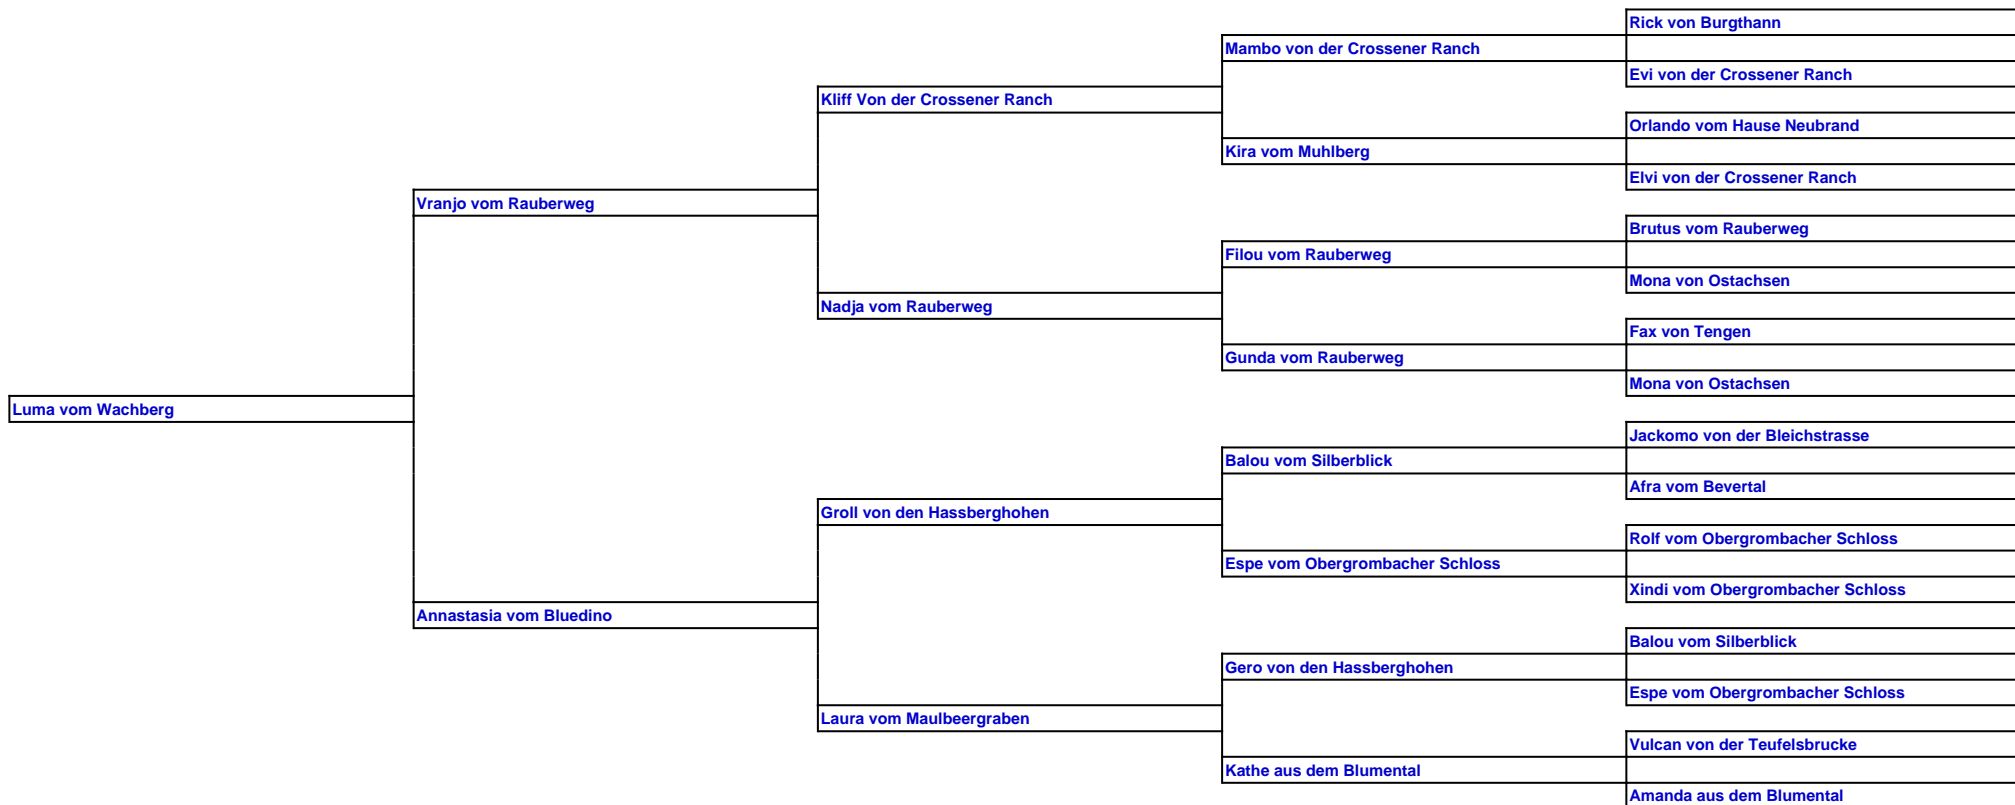 Rick von Burgthann
Mambo von der Crossener Ranch
Evi von der Crossener Ranch
Kliff Von der Crossener Ranch
Orlando vom Hause Neubrand
Kira vom Muhlberg
Elvi von der Crossener Ranch
Vranjo vom Rauberweg
Brutus vom Rauberweg
Filou vom Rauberweg
Mona von Ostachsen
Nadja vom Rauberweg
Fax von Tengen
Gunda vom Rauberweg
Mona von Ostachsen
Luma vom Wachberg
Jackomo von der Bleichstrasse
Balou vom Silberblick
Afra vom Bevertal
Groll von den Hassberghohen
Rolf vom Obergrombacher Schloss
Espe vom Obergrombacher Schloss
Xindi vom Obergrombacher Schloss
Annastasia vom Bluedino
Balou vom Silberblick
Gero von den Hassberghohen
Espe vom Obergrombacher Schloss
Laura vom Maulbeergraben
Vulcan von der Teufelsbrucke
Kathe aus dem Blumental
Amanda aus dem Blumental